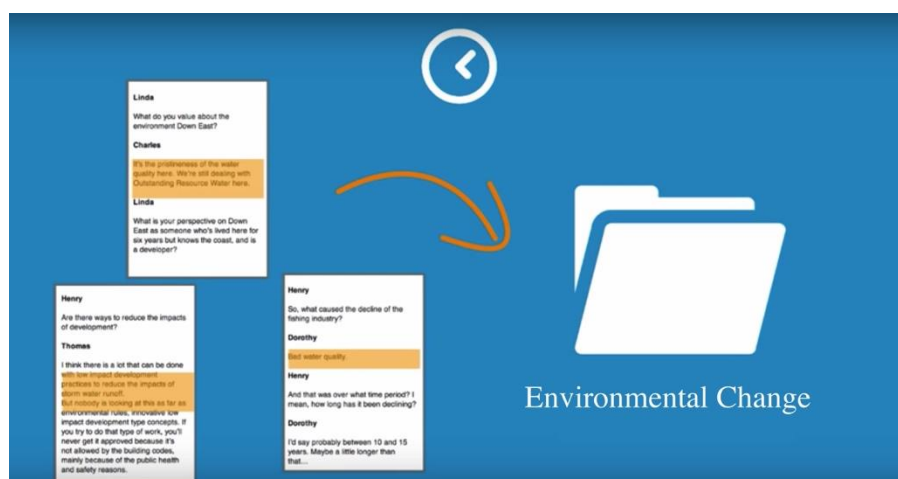 Linda
What do you value about the
environment Down East?
Charles
It's the pristineness of the water
quality here. We're still dealing with
Outstanding Resource Water here.
Linda
What is your perspective on Down
East as someone who's lived here for
six years but knows the coast, and is
a developer?
Henry
Are there ways to reduce the impacts
of development?
Thomas
I think there is a lot that can be done
with low impact development
practices to reduce the impacts of
storm water runoff.
But nobody is looking at this as far as
environmental rules, innovative low
impact development type concepts. If
you try to do that type of work, you'll
never get it approved because it's
not allowed by the building codes,
mainly because of the public health
and safety reasons.
Henry
So, what caused the decline of the
fishing industry?
Dorothy
Bad water quality.
Henry
And that was over what time period? I
mean, how long has it been declining?
Dorothy
I'd say probably between 10 and 15
years. Maybe a little longer than
that...
Environmental Change